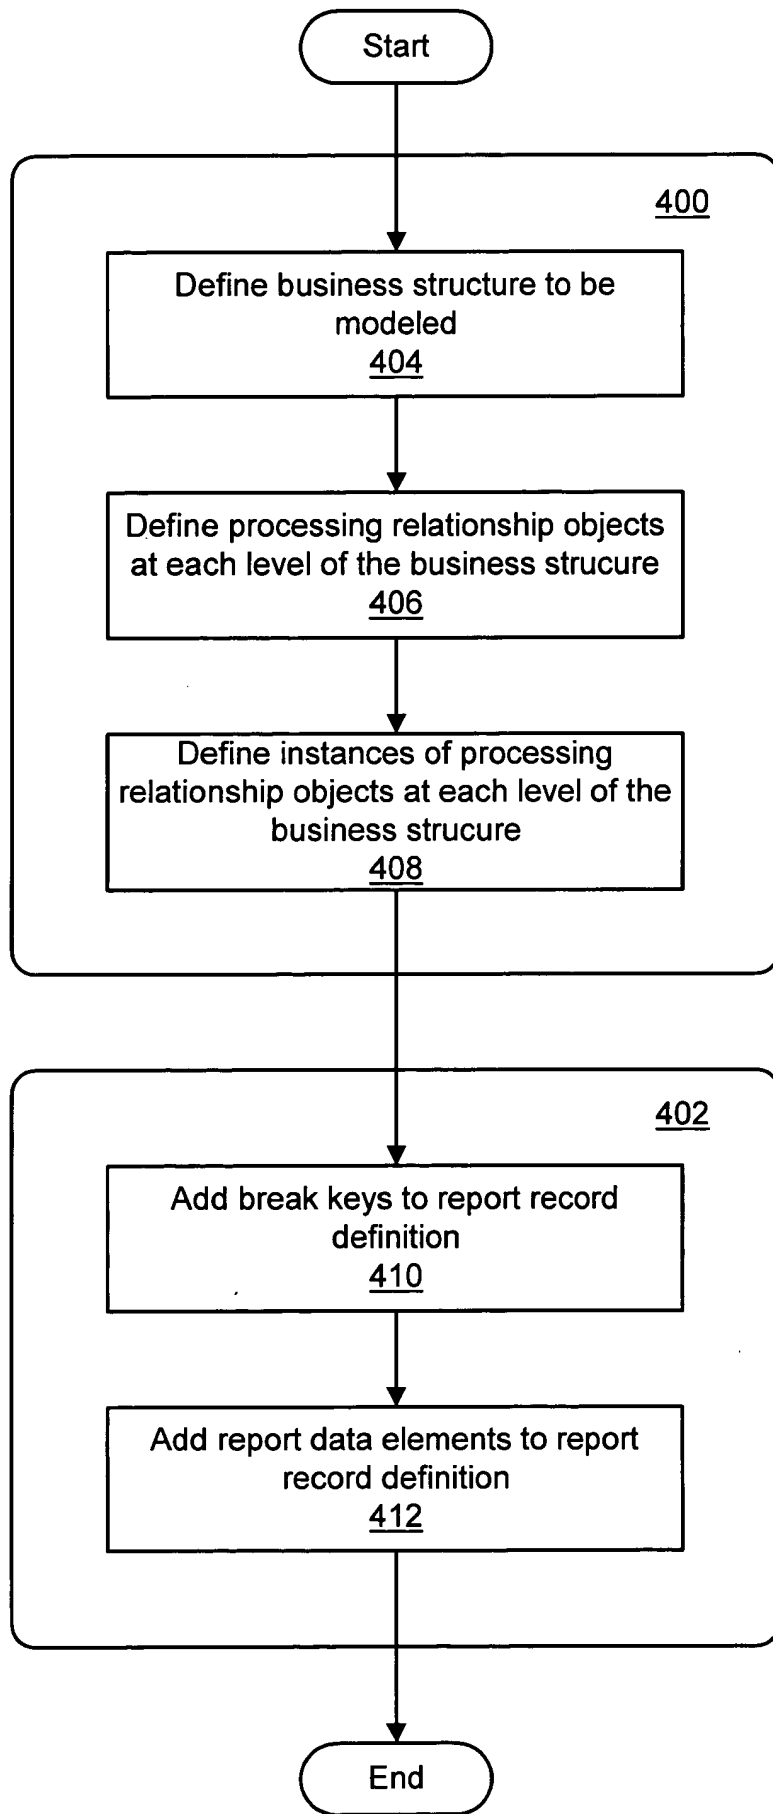 Start
400
Define business structure to be
modeled
404
Define processing relationship objects
at each level of the business strucure
406
Define instances of processing
relationship objects at each level of the
business strucure
408
402
Add break keys to report record
definition
410
Add report data elements to report
record definition
412
End